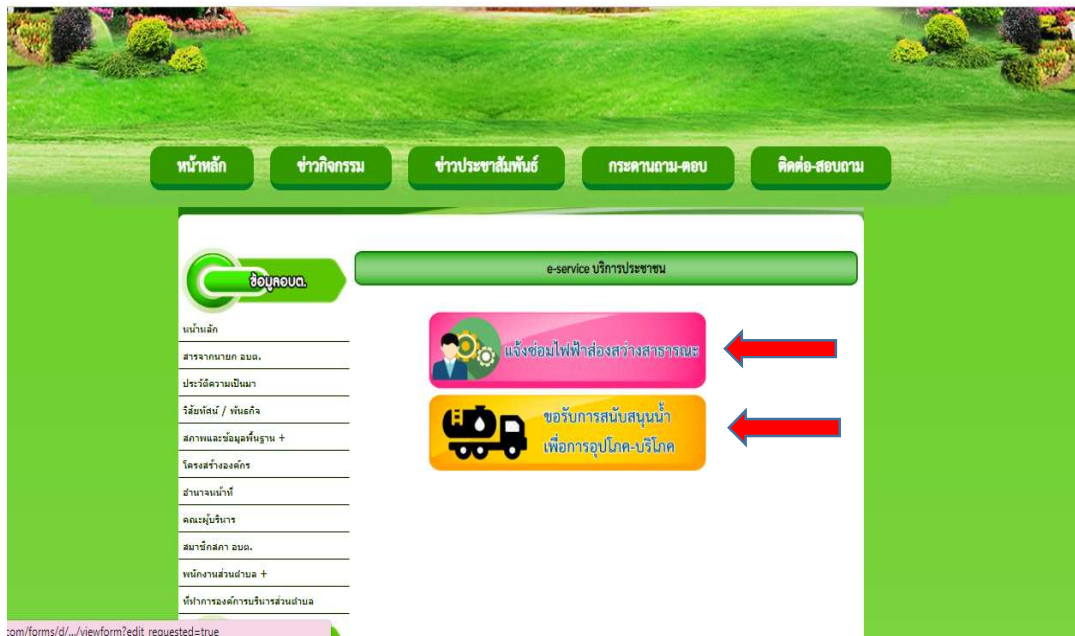 หน้าหลัก
ข่าวกิจกรรม
ข่าวประชาสัมพันธ์
กระดานถาม-ตอบ
ติดต่อ-สอบถาม
ข้อมูลอบต.
e-service บริการประชาชน
หน้าหลัก
สารจากนายก อบต.
ประวัติความเป็นมา
วิสัยทัศน์ / พันธกิจ
สภาพและข้อมูลพื้นฐาน +
โครงสร้างองค์กร
อำนาจหน้าที่
คณะผู้บริหาร
สมาชิกสภา อบต.
พนักงานส่วนตำบล +
ที่ทำการองค์การบริหารส่วนตำบล
แจ้งซ่อมไฟฟ้าส่องสว่างสาธารณะ
ขอรับการสนับสนุนน้ำ
เพื่อการอุปโภค-บริโภค
com/forms/d/.../viewform?edit_requested=true